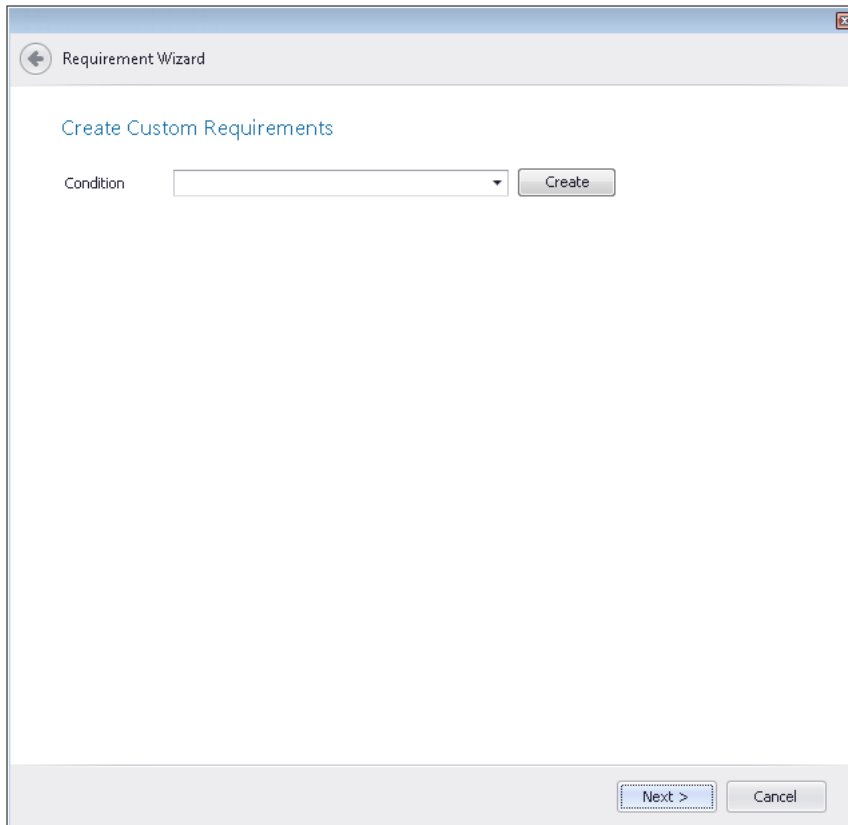 Requirement Wizard
Create Custom Requirements
Condition
Create
Next >
Cancel